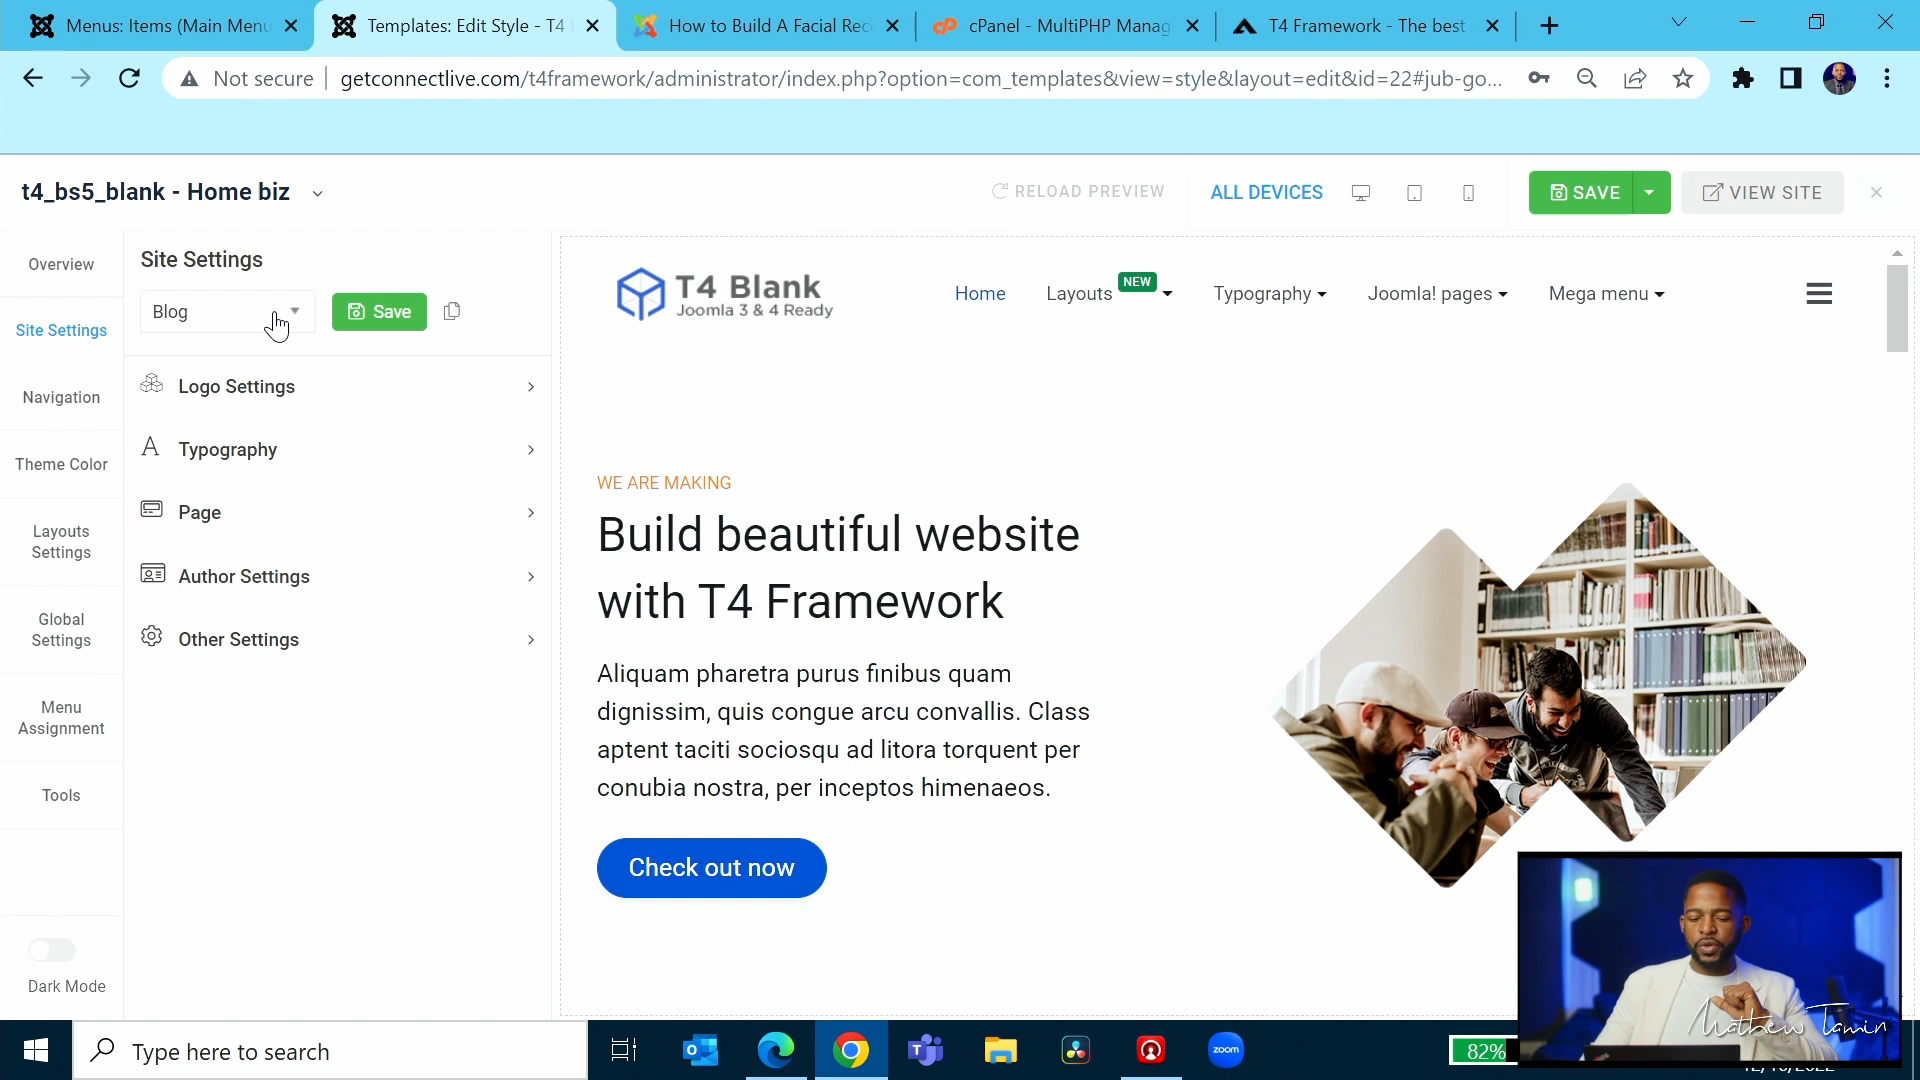 Menus: Items (Main Menu
Templates: Edit Style - T4
How to Build A Facial Rec
cPanel - MultiPHP Manag
T4 Framework - The best
Not secure
getconnectlive.com/t4framework/administrator/index.php?option=com_templates&view=style&layout=edit&id=22#jub-go...
t4_bs5_blank - Home biz
RELOAD PREVIEW
ALL DEVICES
SAVE
VIEW SITE
Overview
Site Settings
Navigation
Theme Color
Layouts
Settings
Global
Settings
Menu
Assignment
Tools
Dark Mode
Site Settings
Blog
Save
Logo Settings
Typography
Page
Author Settings
Other Settings
T4 Blank
Joomla 3 & 4 Ready
Home
Layouts
NEW
Typography
Joomla! pages
Mega menu
WE ARE MAKING
Build beautiful website
with T4 Framework
Aliquam pharetra purus finibus quam
dignissim, quis congue arcu convallis. Class
aptent taciti sociosqu ad litora torquent per
conubia nostra, per inceptos himenaeos.
Check out now
Mathew Tamin
Type here to search
zoom
82%